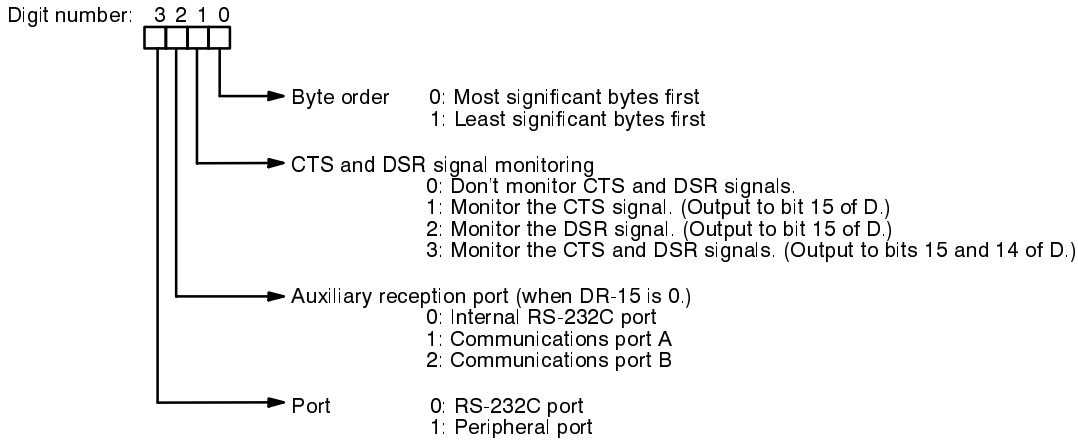 Digit number: 3 2 1 0
Byte order 0: Most significant bytes first
1: Least significant bytes first
CTS and DSR signal monitoring
0: Don't monitor CTS and DSR signals.
1: Monitor the CTS signal. (Output to bit 15 of D.)
2: Monitor the DSR signal. (Output to bit 15 of D.)
3: Monitor the CTS and DSR signals. (Output to bits 15 and 14 of D.)
Auxiliary reception port (when DR-15 is 0.)
0: Internal RS-232C port
1: Communications port A
2: Communications port B
Port 0: RS-232C port
1: Peripheral port